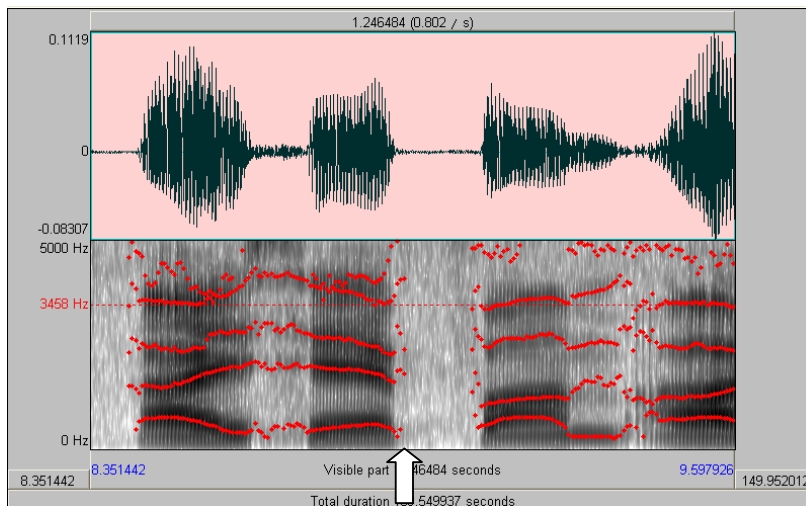 1.246484 (0.802 / s)
0.1119
0
-0.08307
5000 Hz
3458 Hz
0 Hz
8.351442 Visible part 46484 seconds 9.597926
8.351442 149.952012
Total duration 549937 seconds